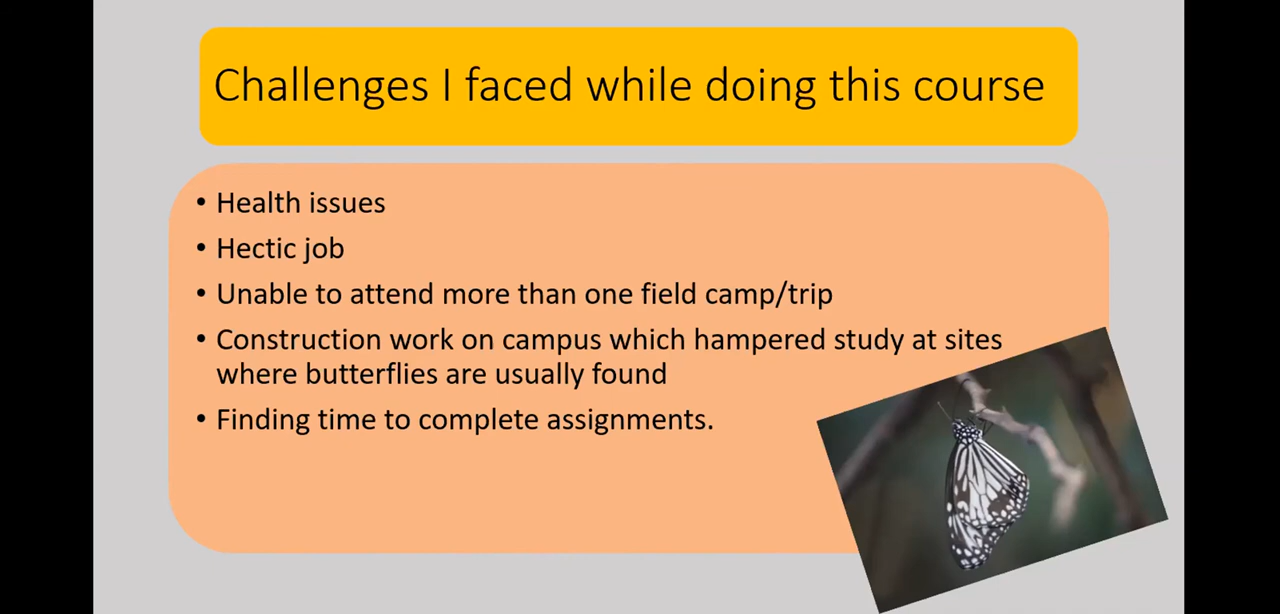 Challenges I faced while doing this course
• Health issues
• Hectic job
• Unable to attend more than one field camp/trip
• Construction work on campus which hampered study at sites
where butterflies are usually found
• Finding time to complete assignments.